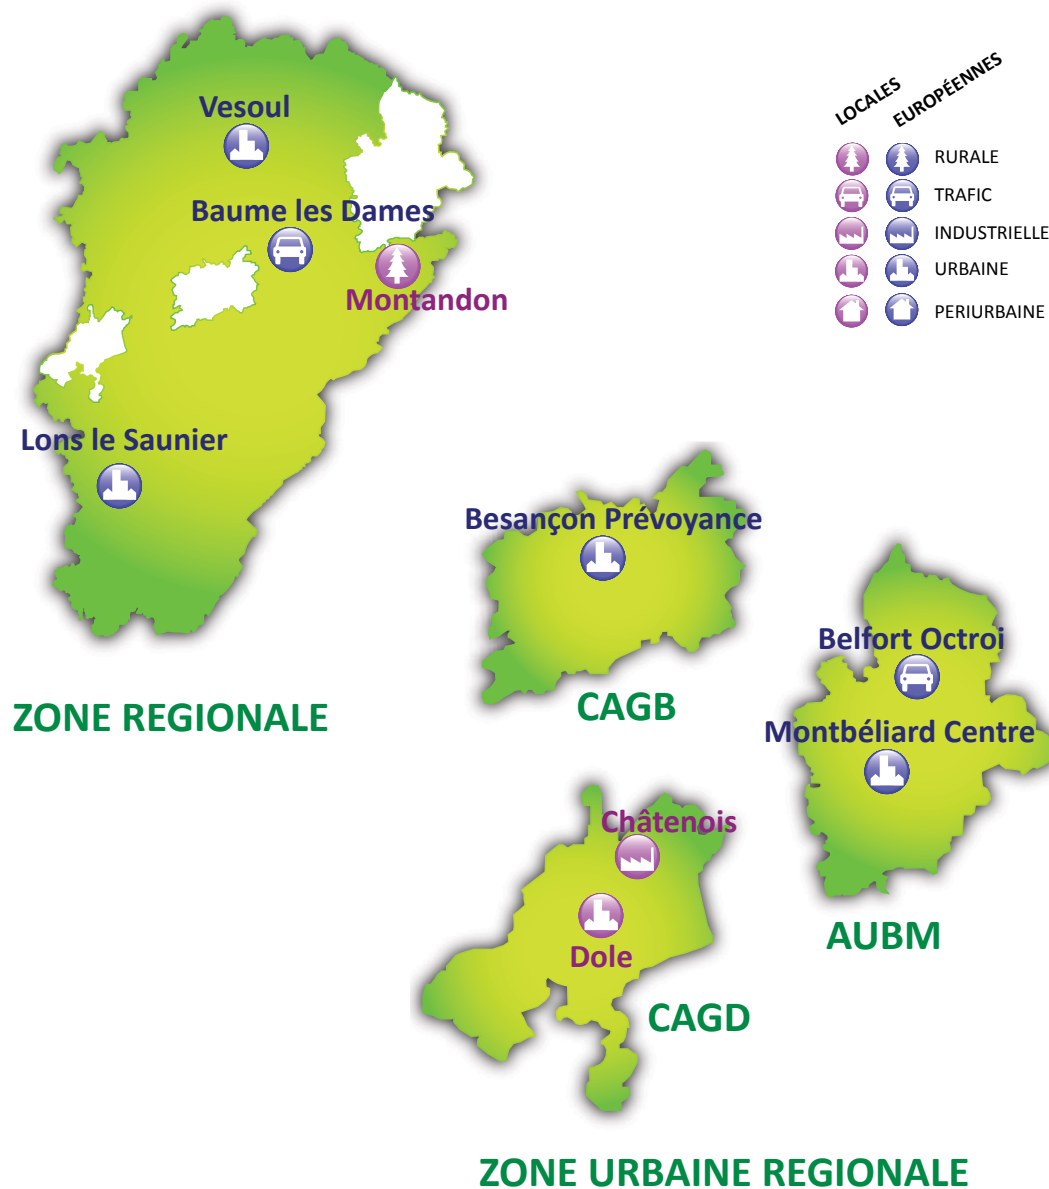 Vesoul
Baume les Dames
Montandon
Lons le Saunier
ZONE REGIONALE
LOCALES
EUROPÉENNES
RURALE
TRAFIC
INDUSTRIELLE
URBAINE
PERIURBAINE
Besançon Prévoyance
CAGB
Belfort Octroi
Montbéliard Centre
AUBM
Châtenois
Dole
CAGD
ZONE URBAINE REGIONALE